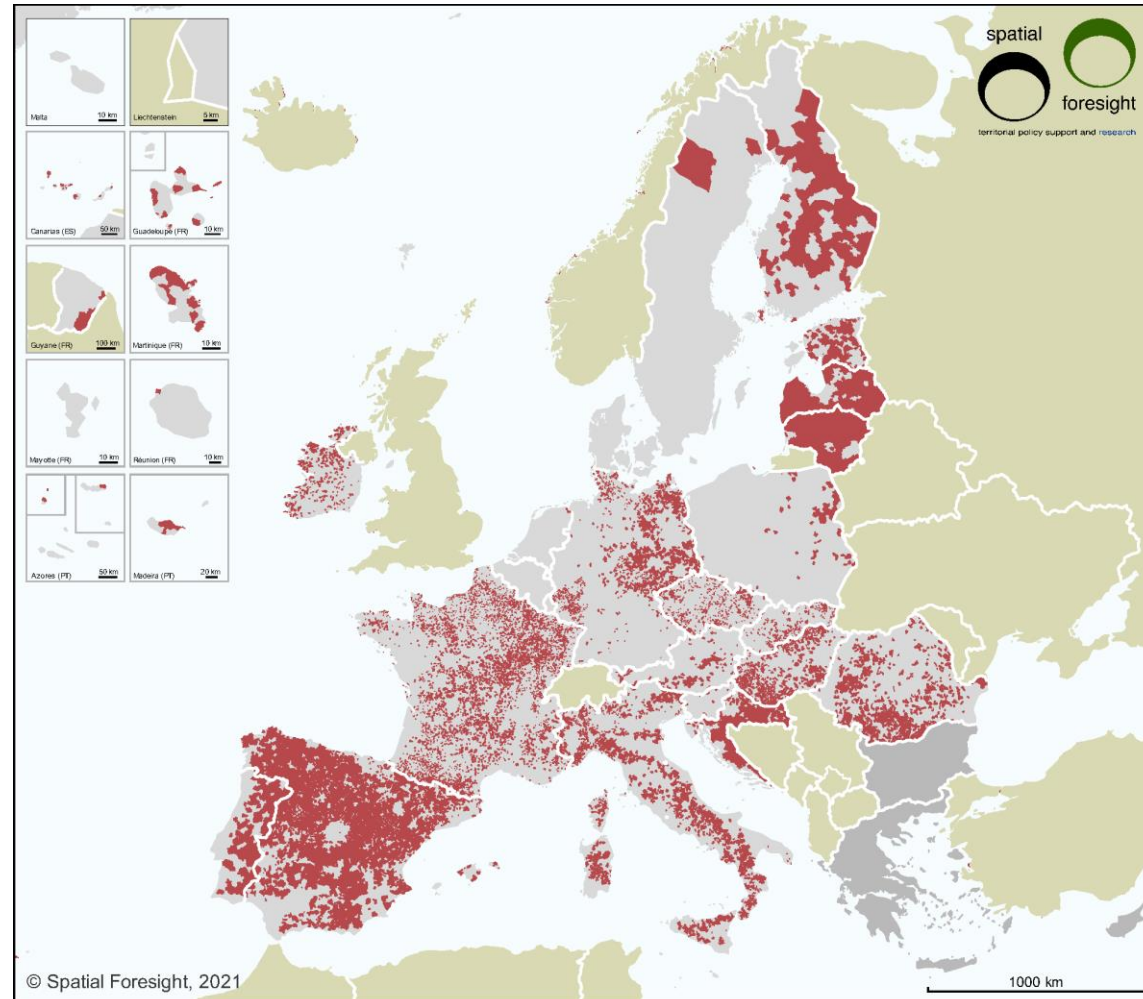 spatial
foresight
territorial policy support and research
Malta
10 km
Liechtenstein
5 km
Canarias (ES)
50 km
Guadeloupe (FR)
10 km
Guyane (FR)
100 km
Martinique (FR)
10 km
Mayotte (FR)
10 km
Réunion (FR)
10 km
Azores (PT)
50 km
Madeira (PT)
20 km
© Spatial Foresight, 2021
1000 km